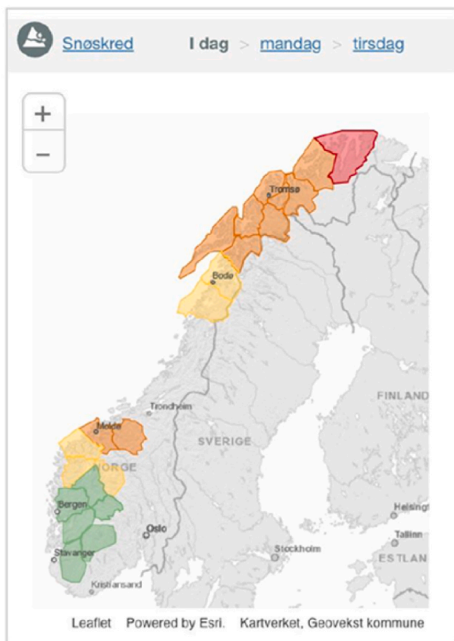 Snøskred I dag > mandag > tirsdag
+
−
Tromsø
Bodø
Trondheim
Molde
FINLAND
SVERIGE
NORGE
Bergen
Oslo
Helsingf
Tallinn
Stavanger
Stockholm
ESTLAN
Kristiansand
Leaflet Powered by Esri. Kartverket, Geovekst kommune